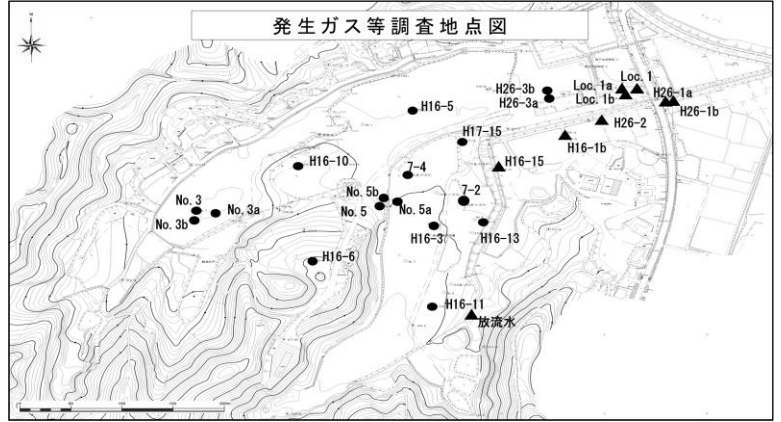 発生ガス等調査地点図
N
H26-3b
H26-3a
Loc. 1a
Loc. 1
Loc. 1b
H26-1a
H26-1b
H26-2
H16-1b
H16-5
H17-15
H16-15
H16-10
7-4
No. 5b
No. 5
No. 5a
7-2
No. 3
No. 3a
No. 3b
H16-3
H16-13
H16-6
H16-11
放流水